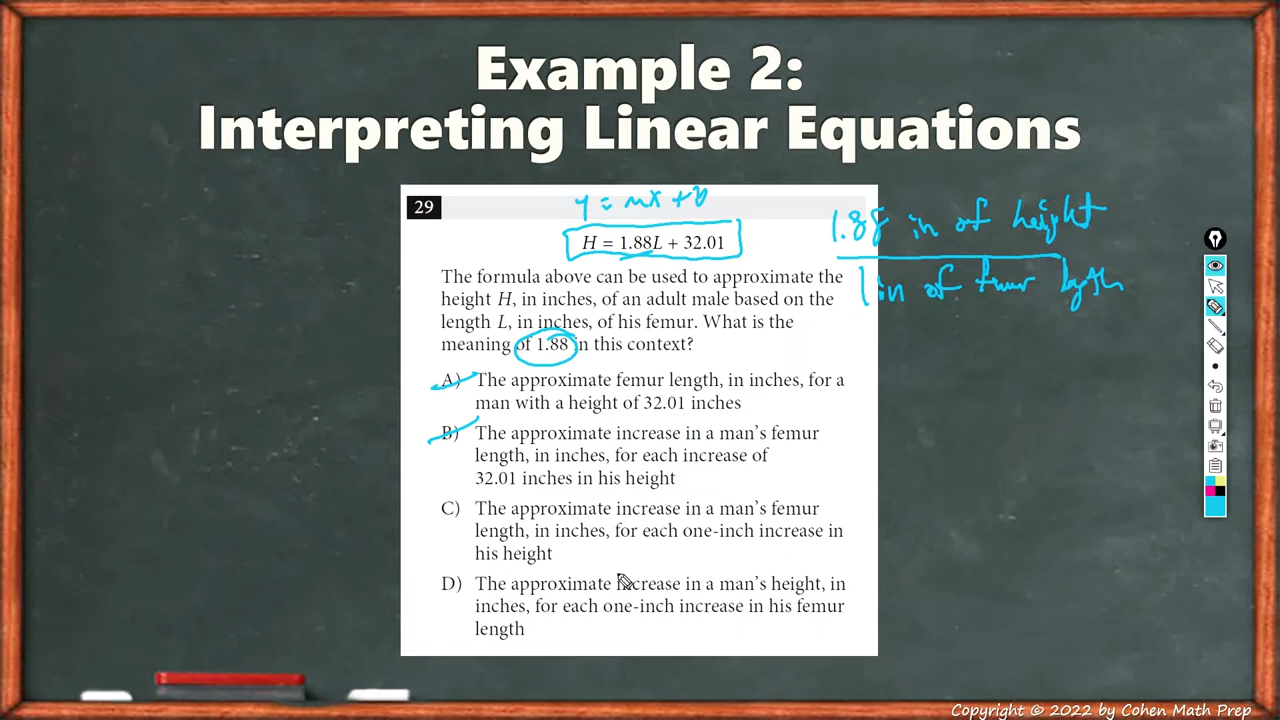 Example 2:
Interpreting Linear Equations
29
y = mx + b
H = 1.88L + 32.01
1.88 in of height
1 in of femur length
The formula above can be used to approximate the
height H, in inches, of an adult male based on the
length L, in inches, of his femur. What is the
meaning of 1.88 in this context?
A) The approximate femur length, in inches, for a
man with a height of 32.01 inches
B) The approximate increase in a man's femur
length, in inches, for each increase of
32.01 inches in his height
C) The approximate increase in a man's femur
length, in inches, for each one-inch increase in
his height
D) The approximate increase in a man's height, in
inches, for each one-inch increase in his femur
length
Copyright © 2022 by Cohen Math Prep